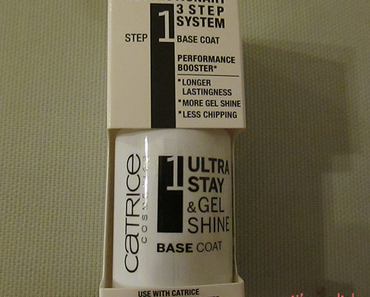 3 STEP
SYSTEM
STEP 1 BASE COAT
PERFORMANCE
BOOSTER*
*LONGER
LASTINGNESS
*MORE GEL SHINE
*LESS CHIPPING
CATRICE
COSMETICS
1 ULTRA
STAY
& GEL
SHINE
BASE COAT
USE WITH CATRICE